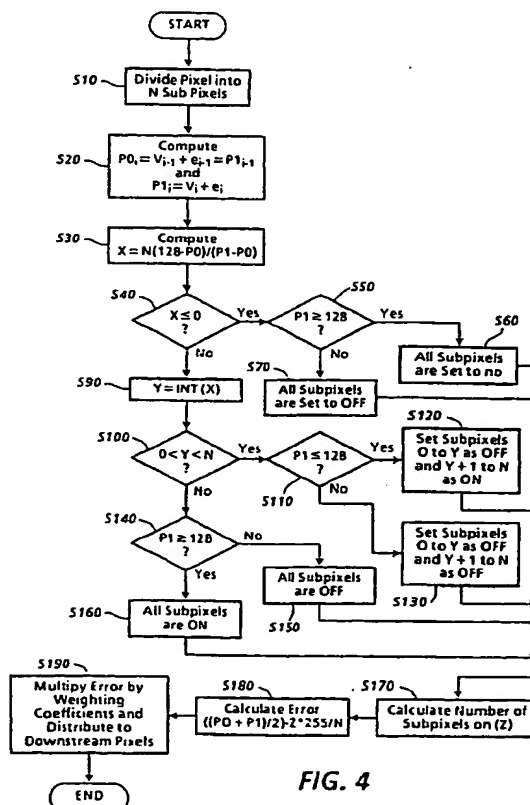 START
S10
Divide Pixel into
N Sub Pixels
S20
Compute
P0ᵢ = Vᵢ₋₁ + eᵢ₋₁ = P1ᵢ₋₁
and
P1ᵢ = Vᵢ + eᵢ
S30
Compute
X = N(128-P0)/(P1-P0)
S40
X ≤ 0
?
Yes
No
S50
P1 ≥ 128
?
Yes
No
S60
All Subpixels
are Set to no
S70
All Subpixels
are Set to OFF
S90
Y = INT (X)
S100
0 < Y < N
?
Yes
No
S110
P1 ≤ 128
?
Yes
No
S120
Set Subpixels
O to Y as OFF
and Y + 1 to N
as ON
S130
Set Subpixels
O to Y as OFF
and Y + 1 to N
as OFF
S140
P1 ≥ 128
?
No
Yes
S150
All Subpixels
are OFF
S160
All Subpixels
are ON
S170
Calculate Number of
Subpixels on (Z)
S180
Calculate Error
((PO + P1)/2)-Z*255/N
S190
Multipy Error by
Weighting
Coefficients and
Distribute to
Downstream Pixels
END
FIG. 4